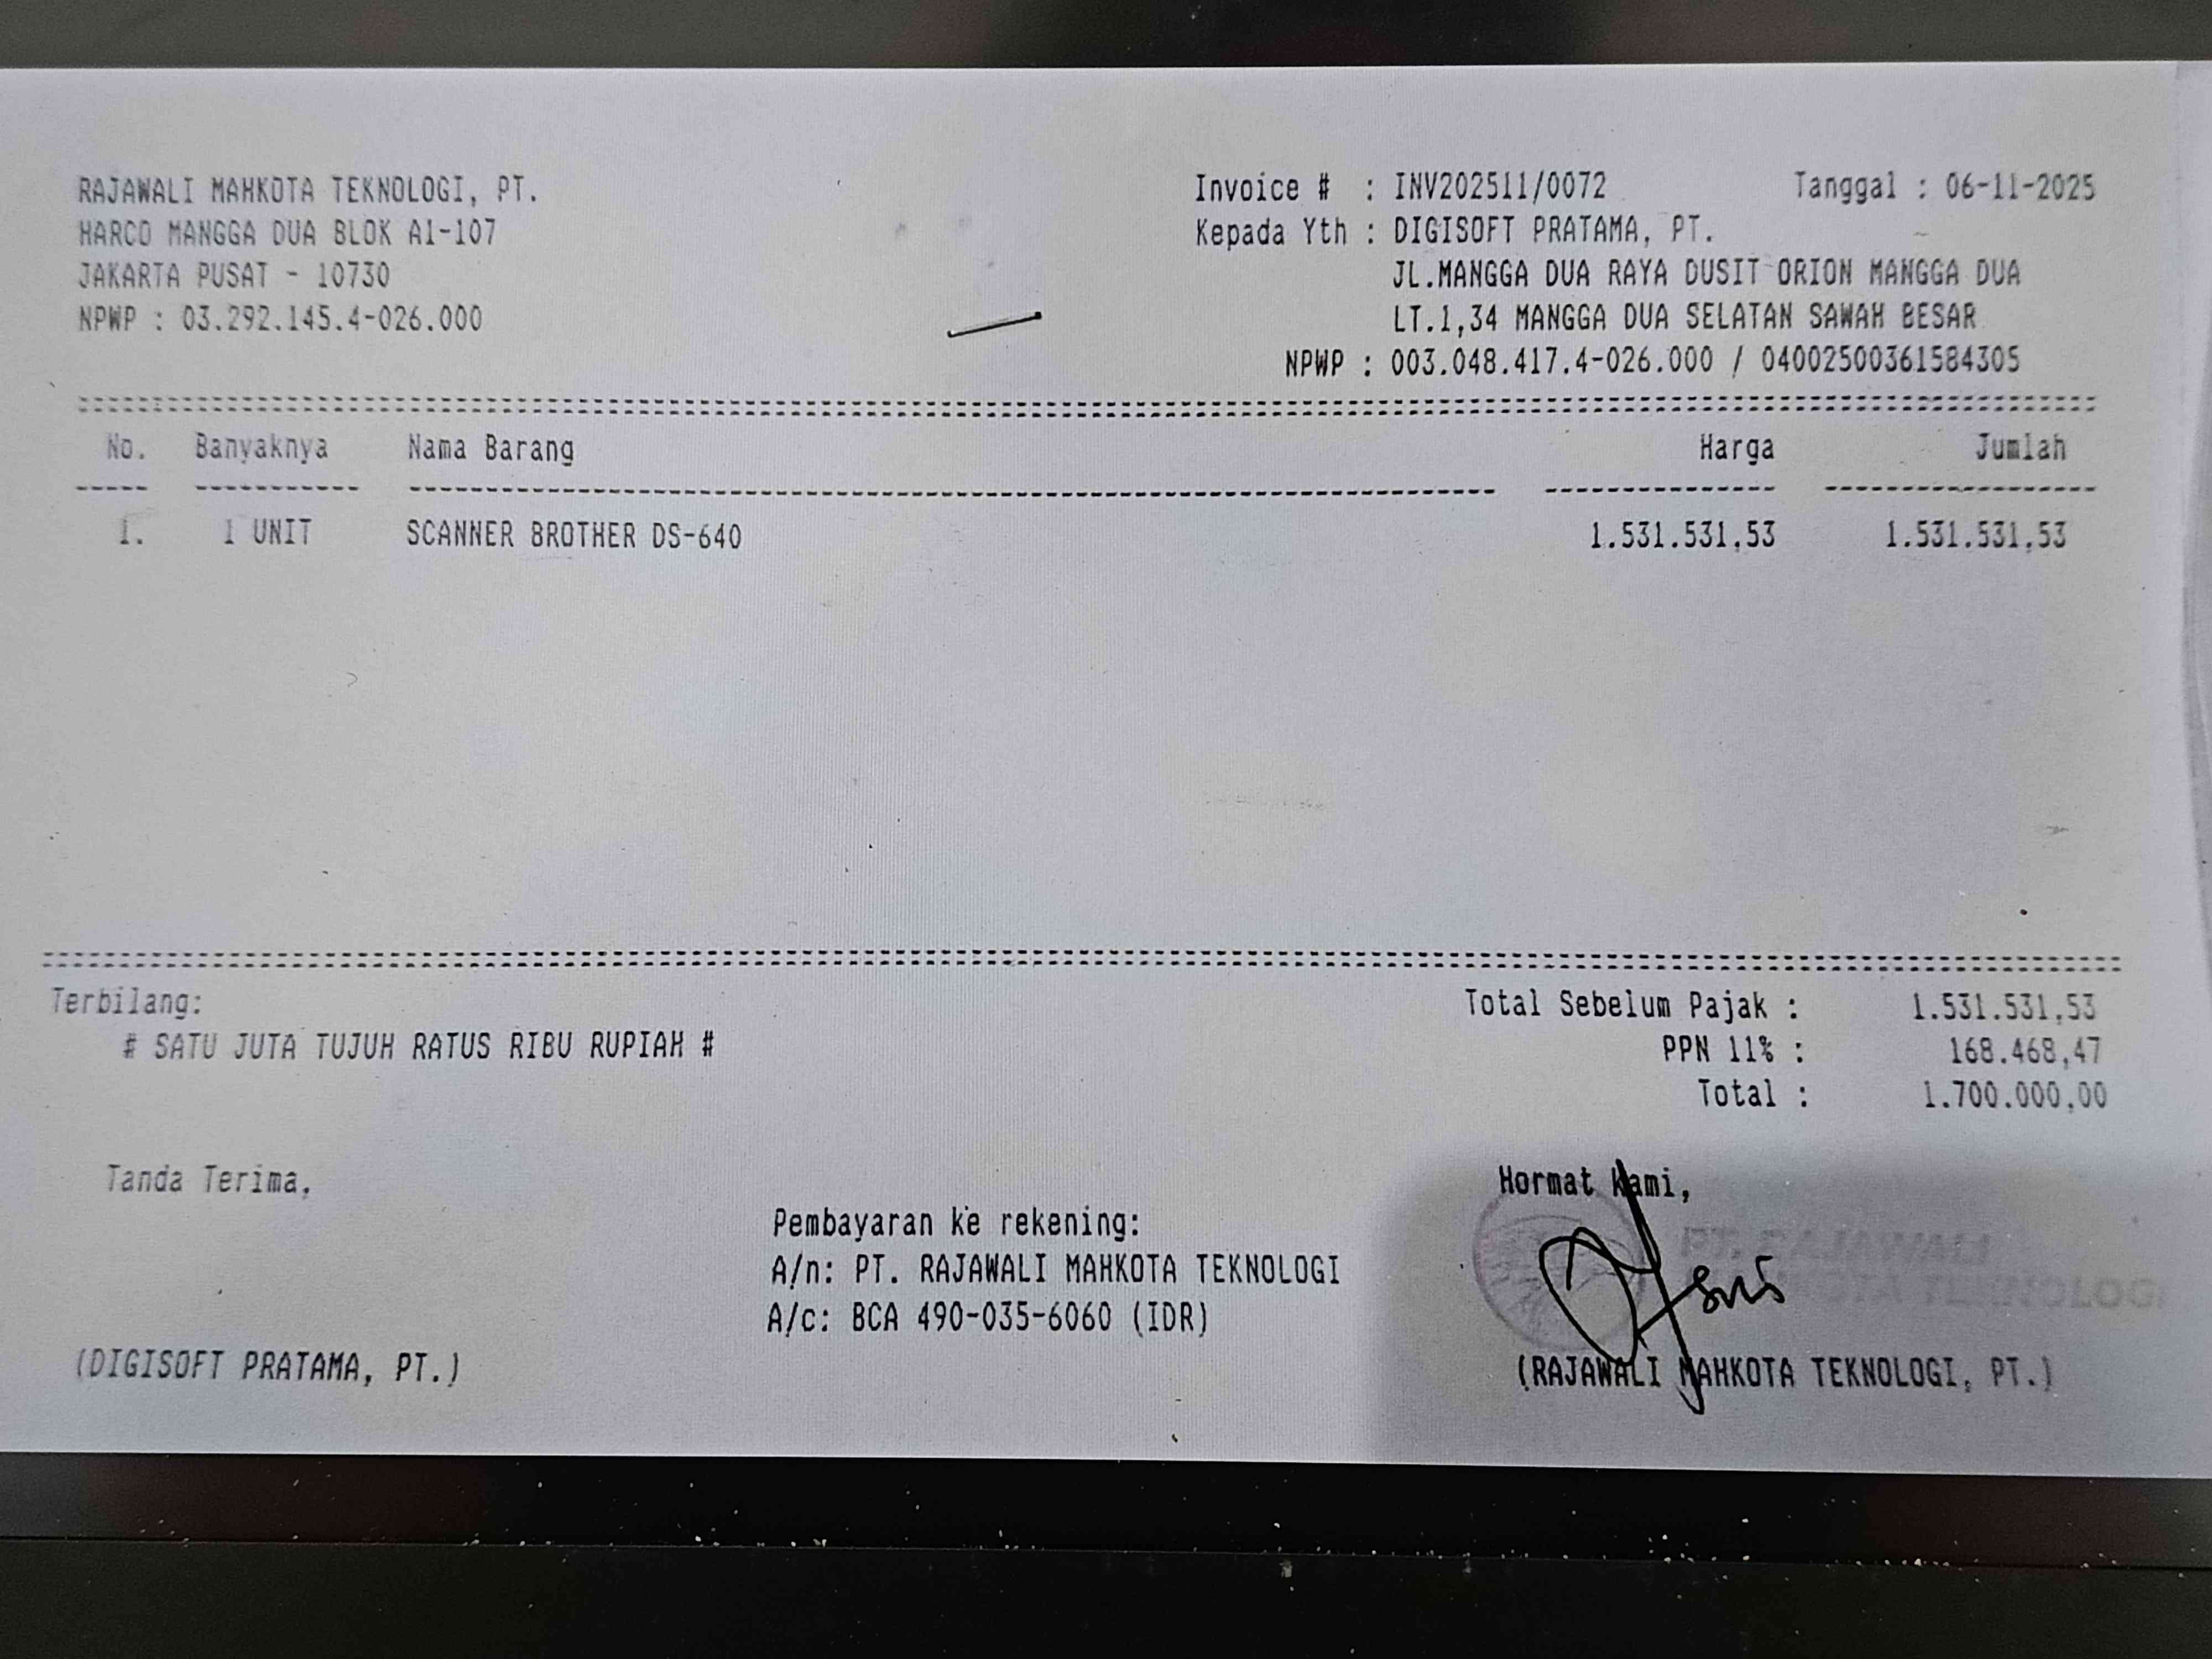 RAJAWALI MAHKOTA TEKNOLOGI, PT.
HARCO MANGGA DUA BLOK A1-107
JAKARTA PUSAT - 10730
NPWP : 03.292.145.4-026.000
Invoice # : INV202511/0072 Tanggal : 06-11-2025
Kepada Yth : DIGISOFT PRATAMA, PT.
JL.MANGGA DUA RAYA DUSIT ORION MANGGA DUA
LT.1,34 MANGGA DUA SELATAN SAWAH BESAR
NPWP : 003.048.417.4-026.000 / 04002500361584305
No. Banyaknya Nama Barang Harga Jumlah
1. 1 UNIT SCANNER BROTHER DS-640 1.531.531,53 1.531.531,53
Terbilang:
# SATU JUTA TUJUH RATUS RIBU RUPIAH #
Total Sebelum Pajak : 1.531.531,53
PPN 11% : 168.468,47
Total : 1.700.000,00
Tanda Terima,
(DIGISOFT PRATAMA, PT.)
Pembayaran ke rekening:
A/n: PT. RAJAWALI MAHKOTA TEKNOLOGI
A/c: BCA 490-035-6060 (IDR)
Hormat kami,
PT. RAJAWALI
TEKNOLOGI
(RAJAWALI MAHKOTA TEKNOLOGI, PT.)